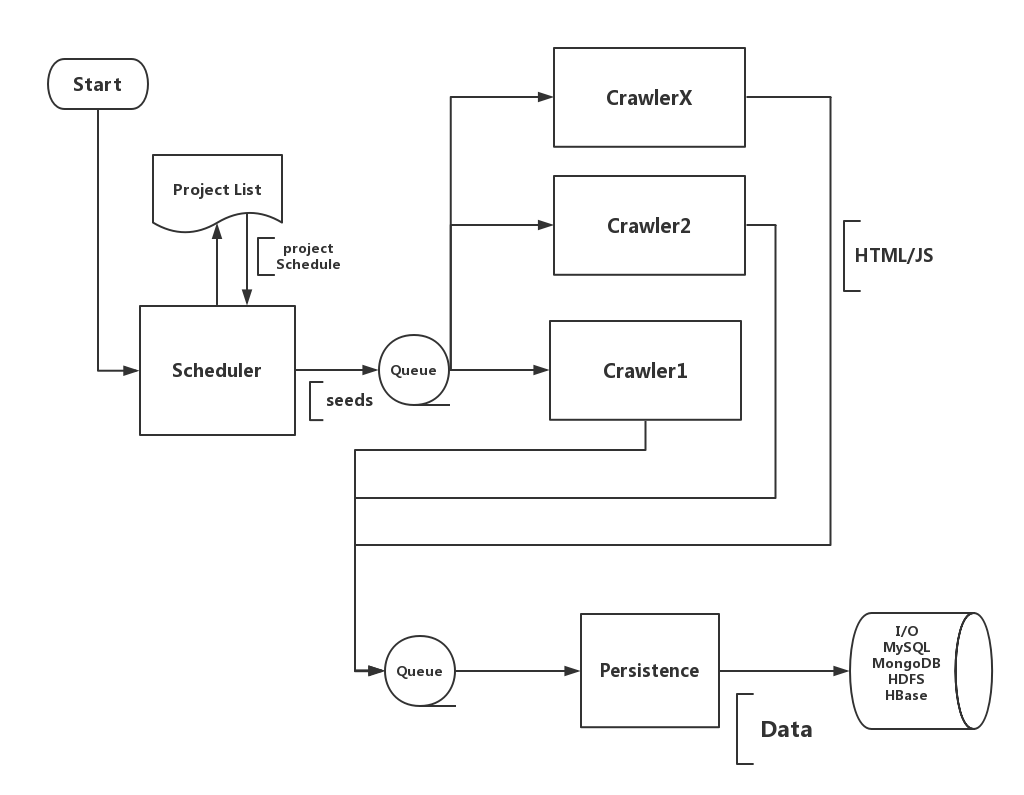 Start
CrawlerX
Project List
Crawler2
project
Schedule
HTML/JS
Scheduler
Queue
Crawler1
seeds
Queue
Persistence
I/O
MySQL
MongoDB
HDFS
HBase
Data